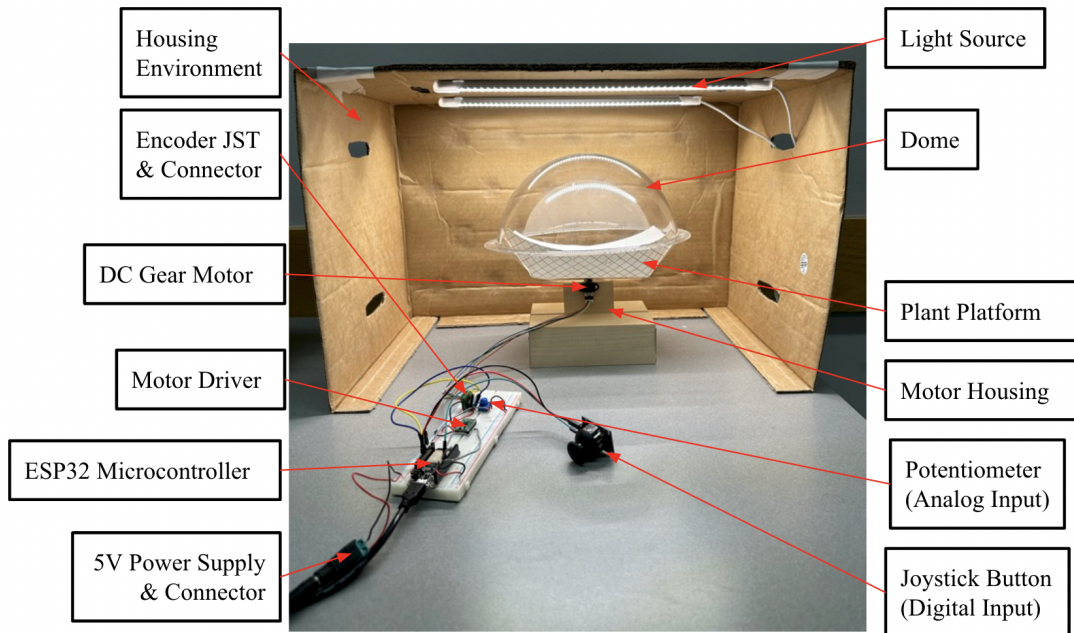 Housing
Environment
Encoder JST
& Connector
DC Gear Motor
Motor Driver
ESP32 Microcontroller
5V Power Supply
& Connector
Light Source
Dome
Plant Platform
Motor Housing
Potentiometer
(Analog Input)
Joystick Button
(Digital Input)